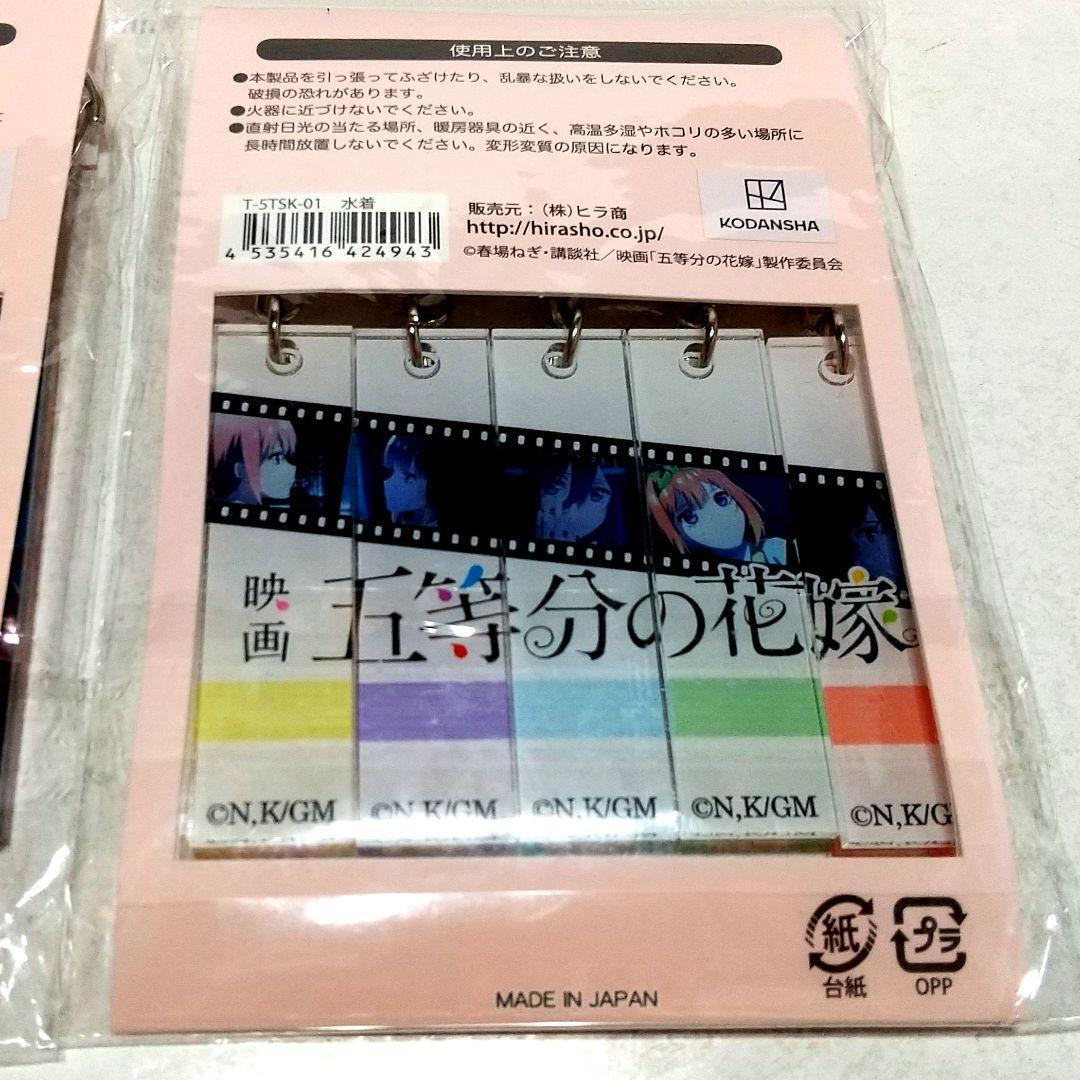 使用上のご注意
●本製品を引っ張ってふざけたり、乱暴な扱いをしないでください。
破損の恐れがあります。
●火器に近づけないでください。
●直射日光の当たる場所、暖房器具の近く、高温多湿やホコリの多い場所に
長時間放置しないでください。変形変質の原因になります。
T-5TSK-01 水着
4 535416 424943
販売元:(株)ヒラ商
http://hirasho.co.jp/
KODANSHA
©春場ねぎ・講談社/映画「五等分の花嫁」製作委員会
映画 五等分の花嫁
©N,K/GM ©N,K/GM ©N,K/GM ©N,K/GM ©N,K/G
紙 プラ
台紙 OPP
MADE IN JAPAN